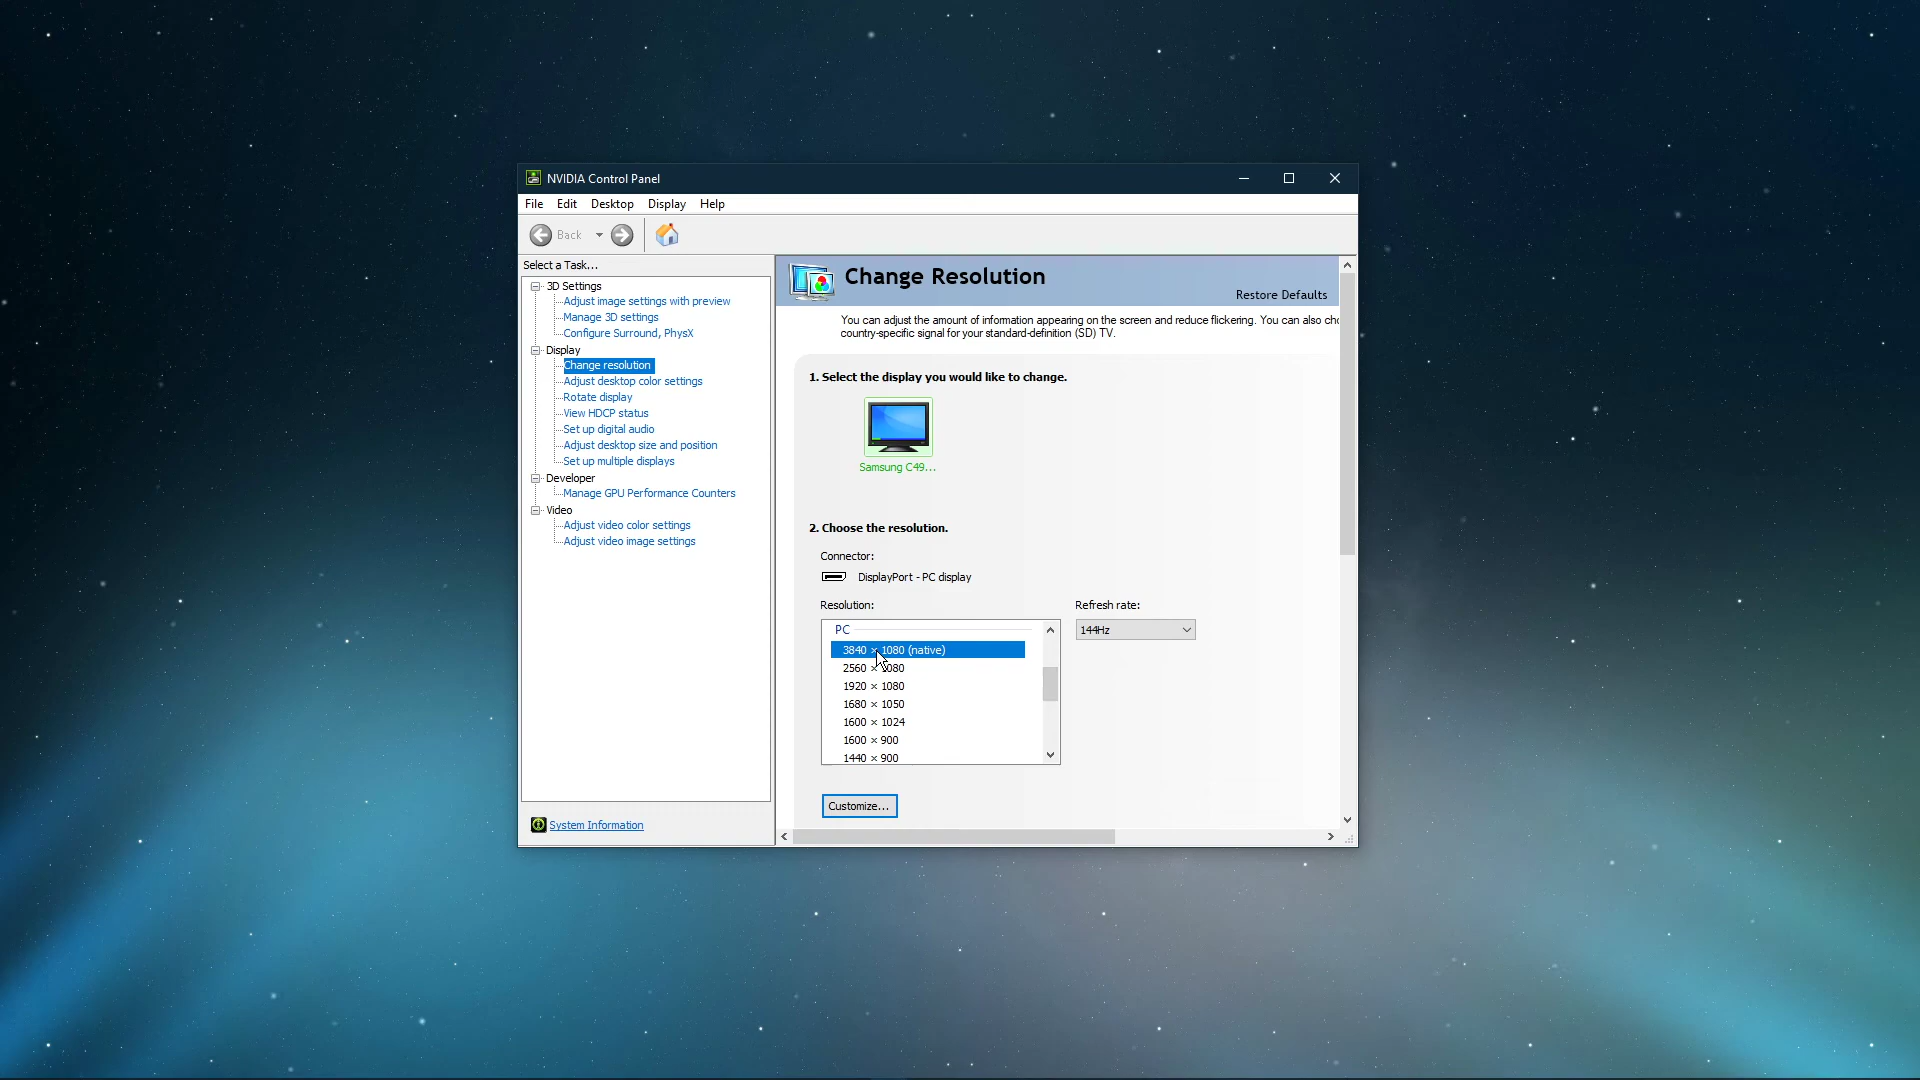 NVIDIA Control Panel
File Edit Desktop Display Help
Back
Select a Task...
3D Settings
Adjust image settings with preview
Manage 3D settings
Configure Surround, PhysX
Display
Change resolution
Adjust desktop color settings
Rotate display
View HDCP status
Set up digital audio
Adjust desktop size and position
Set up multiple displays
Developer
Manage GPU Performance Counters
Video
Adjust video color settings
Adjust video image settings
System Information
Change Resolution
Restore Defaults
You can adjust the amount of information appearing on the screen and reduce flickering. You can also
country-specific signal for your standard-definition (SD) TV.
1. Select the display you would like to change.
Samsung C49...
2. Choose the resolution.
Connector:
DisplayPort - PC display
Resolution:
Refresh rate:
PC
144Hz
3840 × 1080 (native)
2560 × 1080
1920 × 1080
1680 × 1050
1600 × 1024
1600 × 900
1440 × 900
Customize...